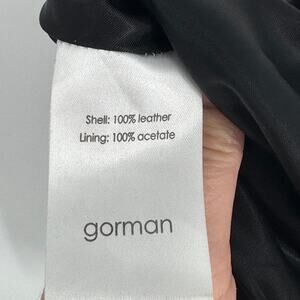 Shell: 100% leather
Lining: 100% acetate
gorman